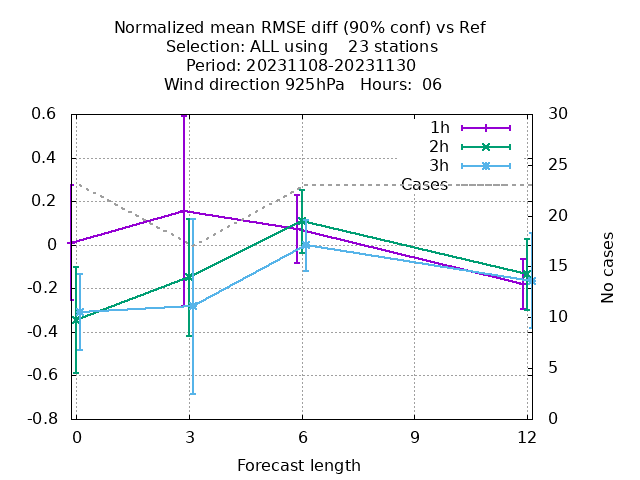 Normalized mean RMSE diff (90% conf) vs Ref
Selection: ALL using    23 stations
Period: 20231108-20231130
Wind direction 925hPa   Hours:  06
0.6
0.4
0.2
0
-0.2
-0.4
-0.6
-0.8
30
25
20
15
10
5
0
1h
2h
3h
Cases
No cases
0
3
6
9
12
Forecast length